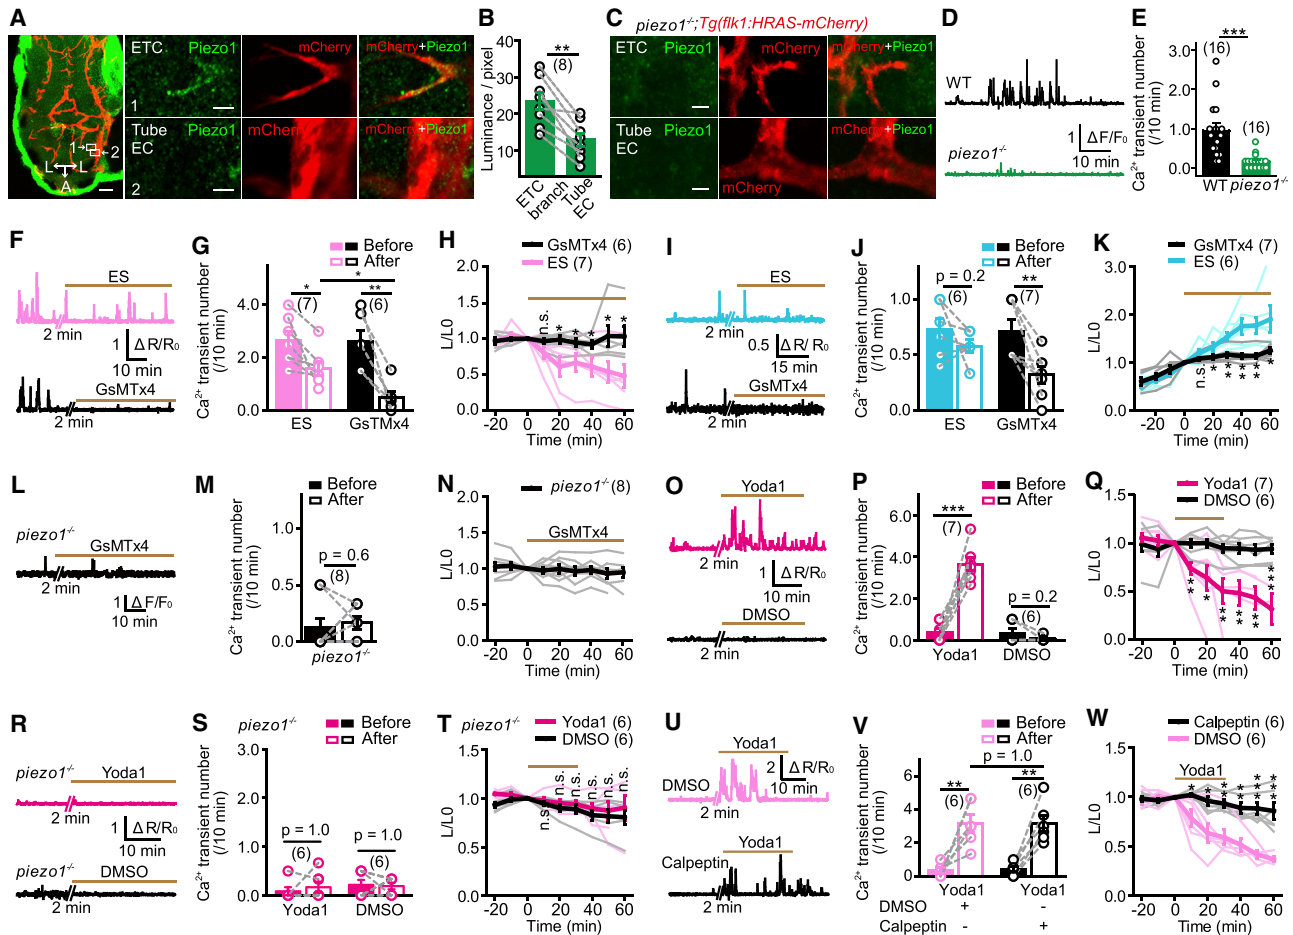 A
ETC
Piezo1
mCherry
mCherry+Piezo1
1
Tube EC
Piezo1
mCherry
mCherry+Piezo1
2
1
2
L
L
A
B
Luminance / pixel
40
30
20
10
**
(8)
ETC branch
Tube EC
C
piezo1-/-;Tg(flk1:HRAS-mCherry)
ETC
Piezo1
mCherry
mCherry+Piezo1
Tube EC
Piezo1
mCherry
mCherry+Piezo1
D
WT
1
ΔF/F0
10 min
piezo1-/-
E
Ca2+ transient number (/10 min)
3.0
2.0
1.0
0.0
***
(16)
(16)
WT
piezo1-/-
F
ES
2 min
1
ΔR/R0
10 min
GsMTx4
2 min
G
Before
After
Ca2+ transient number (/10 min)
4.0
2.0
0.0
*
*
(7)
**
(6)
ES
GsTMx4
H
GsMTx4 (6)
ES (7)
L/L0
2.0
1.5
1.0
0.5
0.0
n.s.
*
*
*
*
*
-20 0 20 40 60
Time (min)
I
ES
2 min
0.5
ΔR/ R0
15 min
GsMTx4
2 min
J
Before
After
Ca2+ transient number (/10 min)
1.0
0.5
0.0
p = 0.2
(6)
**
(7)
ES
GsMTx4
K
GsMTx4 (7)
ES (6)
L/L0
3.0
2.0
1.0
0.0
n.s.
*
**
**
**
*
-20 0 20 40 60
Time (min)
L
piezo1-/-
GsMTx4
2 min
1
ΔF/F0
10 min
M
Before
After
Ca2+ transient number (/10 min)
1.0
0.5
0.0
p = 0.6
(8)
piezo1-/-
N
piezo1-/-(8)
GsMTx4
L/L0
2.0
1.5
1.0
0.5
0.0
-20 0 20 40 60
Time (min)
O
Yoda1
2 min
1
ΔR/R0
10 min
DMSO
2 min
P
Before
After
Ca2+ transient number (/10 min)
6.0
4.0
2.0
0.0
***
(7)
p = 0.2
(6)
Yoda1
DMSO
Q
Yoda1 (7)
DMSO (6)
L/L0
1.5
1.0
0.5
0.0
**
*
**
**
**
***
-20 0 20 40 60
Time (min)
R
piezo1-/-
Yoda1
2 min
1
ΔR/R0
10 min
piezo1-/-
DMSO
2 min
S
piezo1-/-
Before
After
Ca2+ transient number (/10 min)
3.0
2.0
1.0
0.0
p = 1.0
(6)
p = 1.0
(6)
Yoda1
DMSO
T
piezo1-/-
Yoda1 (6)
DMSO (6)
L/L0
1.5
1.0
0.5
0.0
n.s.
n.s.
n.s.
n.s.
n.s.
n.s.
-20 0 20 40 60
Time (min)
U
Yoda1
DMSO
2
ΔR/R0
10 min
2 min
Yoda1
Calpeptin
2 min
V
Before
After
p = 1.0
Ca2+ transient number (/10 min)
6
4
2
0
**
(6)
**
(6)
Yoda1
Yoda1
DMSO + -
Calpeptin - +
W
Calpeptin (6)
DMSO (6)
Yoda1
L/L0
1.5
1.0
0.5
0.0
*
*
*
*
**
**
-20 0 20 40 60
Time (min)